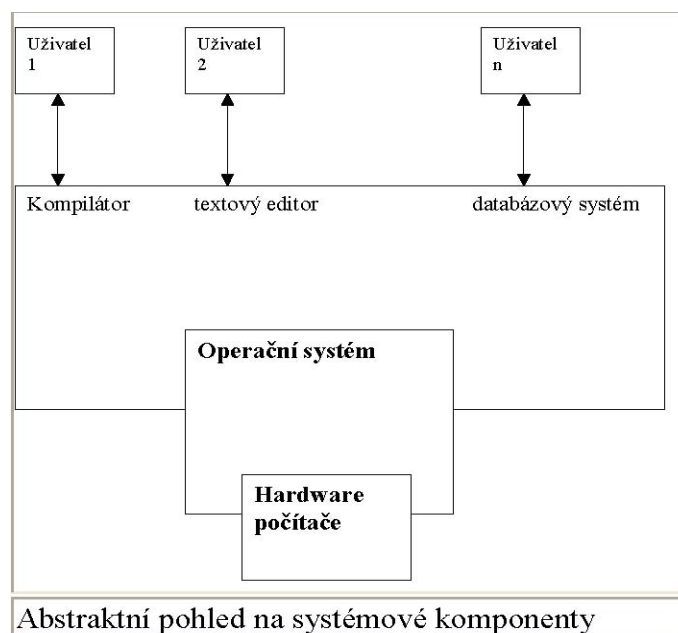 Uživatel
1
Uživatel
2
Uživatel
n
Kompilátor
textový editor
databázový systém
Operační systém
Hardware
počítače
Abstraktní pohled na systémové komponenty